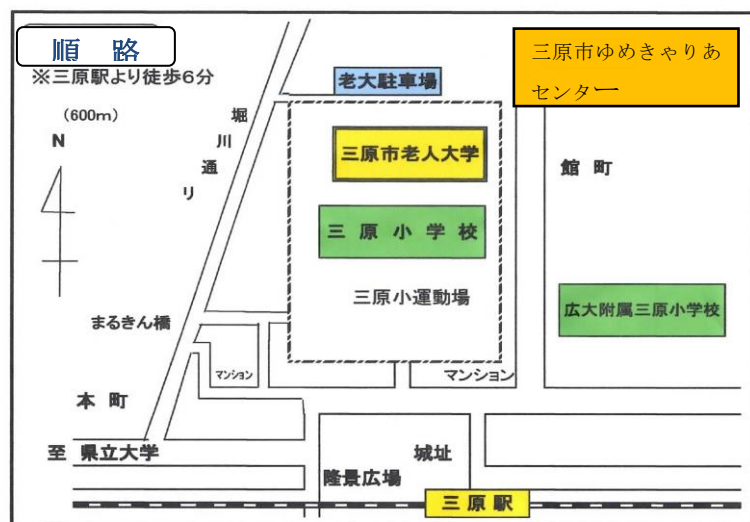 順 路
※三原駅より徒歩6分
(600m)
N
堀川通り
老大駐車場
三原市ゆめきゃりあ
センター
三原市老人大学
館 町
三 原 小 学 校
三原小運動場
広大附属三原小学校
まるきん橋
マンション
マンション
本 町
至 県立大学
城址
隆景広場
三 原 駅